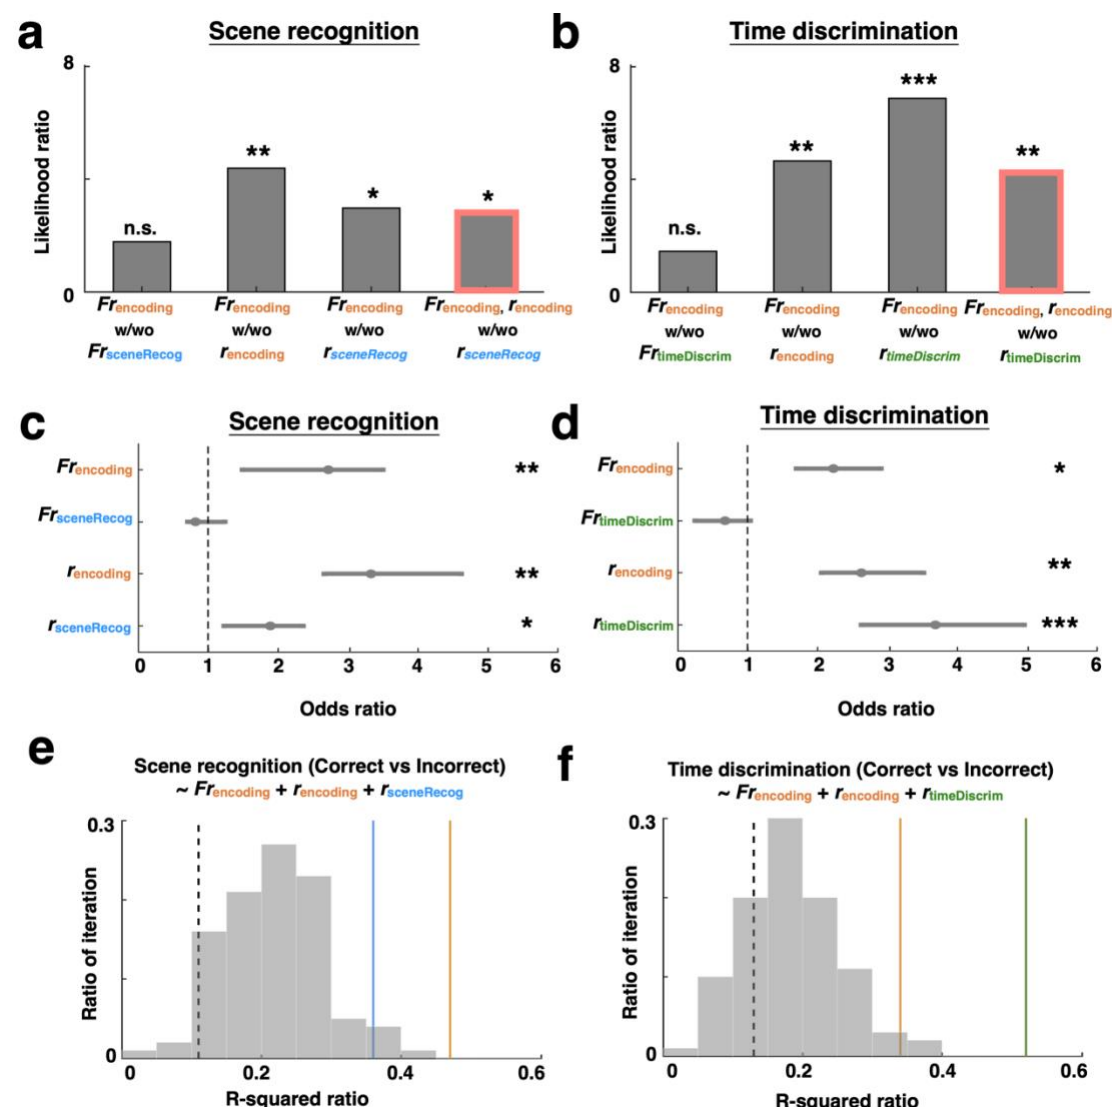 a
Scene recognition
8
Likelihood ratio
0
n.s.
**
*
*
Frencoding
w/wo
FrsceneRecog
Frencoding
w/wo
rencoding
Frencoding
w/wo
rsceneRecog
Frencoding, rencoding
w/wo
rsceneRecog
b
Time discrimination
8
Likelihood ratio
0
n.s.
**
***
**
Frencoding
w/wo
FrtimeDiscrim
Frencoding
w/wo
rencoding
Frencoding
w/wo
rtimeDiscrim
Frencoding, rencoding
w/wo
rtimeDiscrim
c
Scene recognition
Frencoding
**
FrsceneRecog
rencoding
**
rsceneRecog
*
0 1 2 3 4 5 6
Odds ratio
d
Time discrimination
Frencoding
*
FrtimeDiscrim
rencoding
**
rtimeDiscrim
***
0 1 2 3 4 5 6
Odds ratio
e
Scene recognition (Correct vs Incorrect)
~ Frencoding + rencoding + rsceneRecog
0.3
Ratio of iteration
0
0 0.2 0.4 0.6
R-squared ratio
f
Time discrimination (Correct vs Incorrect)
~ Frencoding + rencoding + rtimeDiscrim
0.3
Ratio of iteration
0
0 0.2 0.4 0.6
R-squared ratio